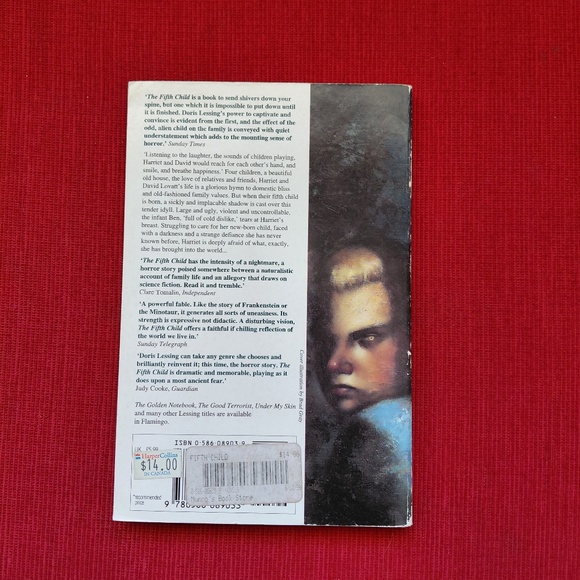 'The Fifth Child is a book to send shivers down your
spine, but one which it is impossible to put down until
it is finished. Doris Lessing's power to captivate and
convince is evident from the first, and the effect of the
odd, alien child on the family is conveyed with quiet
understatement which adds to the mounting sense of
horror.' Sunday Times
'Listening to the laughter, the sounds of children playing,
Harriet and David would reach for each other's hand, and
smile, and breathe happiness.' Four children, a beautiful
old house, the love of relatives and friends, Harriet and
David Lovatt's life is a glorious hymn to domestic bliss
and old-fashioned family values. But when their fifth child
is born, a sickly and implacable shadow is cast over this
tender idyll. Large and ugly, violent and uncontrollable,
the infant Ben, 'full of cold dislike,' tears at Harriet's
breast. Struggling to care for her new-born child, faced
with a darkness and a strange defiance she has never
known before, Harriet is deeply afraid of what, exactly,
she has brought into the world...
'The Fifth Child has the intensity of a nightmare, a
horror story poised somewhere between a naturalistic
account of family life and an allegory that draws on
science fiction. Read it and tremble.'
Clare Tomalin, Independent
'A powerful fable. Like the story of Frankenstein or
the Minotaur, it generates all sorts of uneasiness. Its
strength is expressive not didactic. A disturbing vision,
The Fifth Child offers a faithful if chilling reflection of
the world we live in.'
Sunday Telegraph
'Doris Lessing can take any genre she chooses and
brilliantly reinvent it; this time, the horror story. The
Fifth Child is dramatic and memorable, playing as it
does upon a most ancient fear.'
Judy Cooke, Guardian
The Golden Notebook, The Good Terrorist, Under My Skin
and many other Lessing titles are available
in Flamingo.
Cover illustration by Brad Gray
ISBN 0-586-08903-9
HarperCollins
$14.00
IN CANADA
FIFTH CHILD
Munro's Book Store
"recommended
price
9 780586 089033